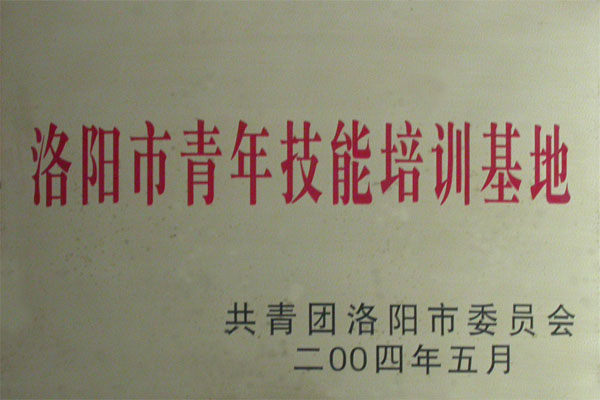 洛阳市青年技能培训基地
共青团洛阳市委员会
二00四年五月